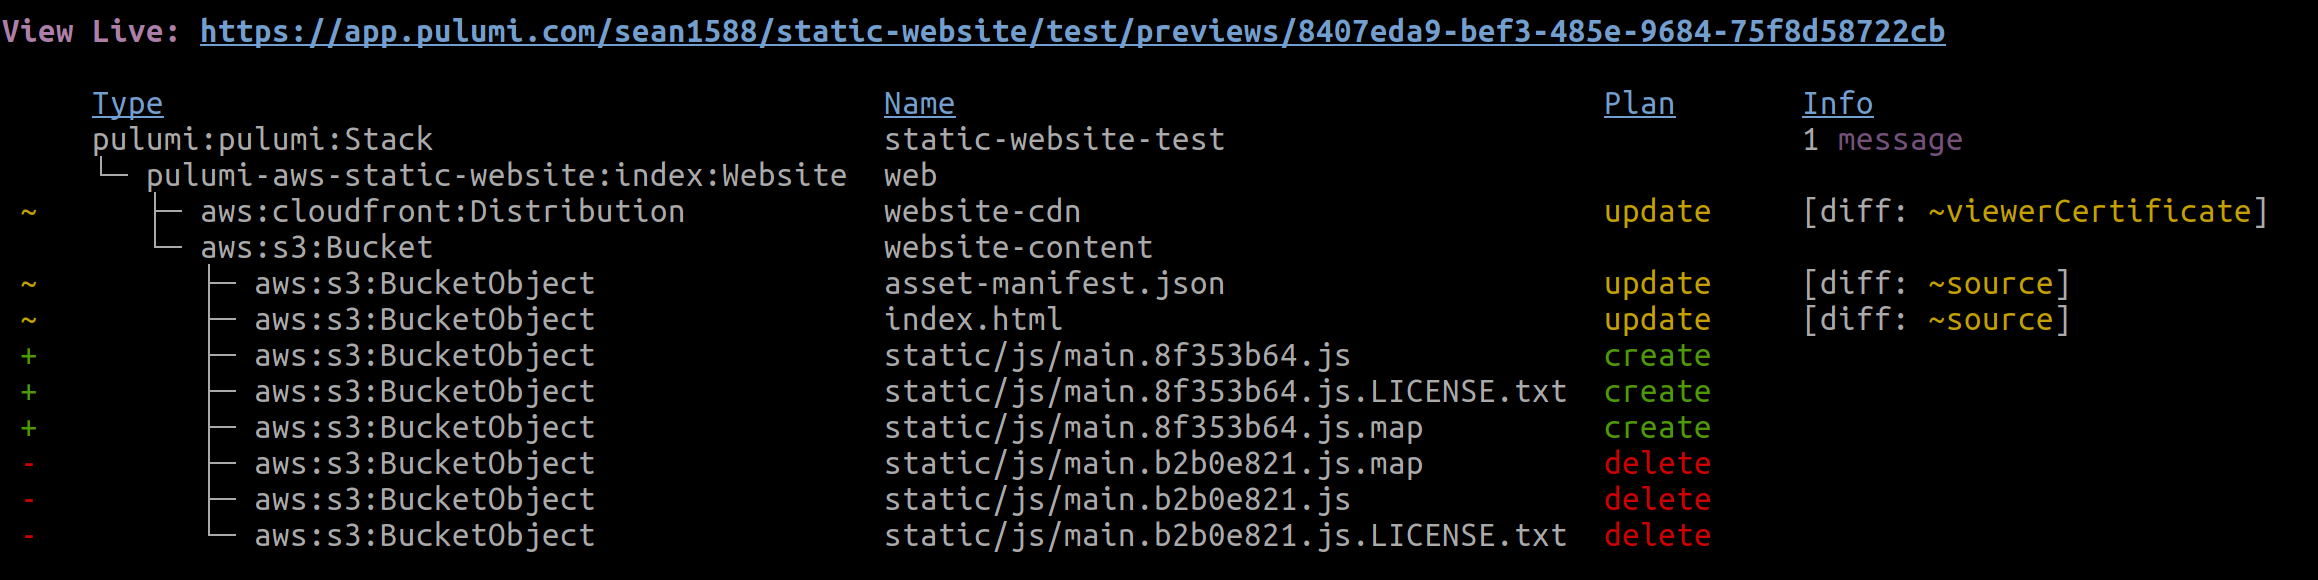 View Live: https://app.pulumi.com/sean1588/static-website/test/previews/8407eda9-bef3-485e-9684-75f8d58722cb
Type Name Plan Info
pulumi:pulumi:Stack static-website-test 1 message
└─ pulumi-aws-static-website:index:Website web
~ ├─ aws:cloudfront:Distribution website-cdn update [diff: ~viewerCertificate]
└─ aws:s3:Bucket website-content
~ ├─ aws:s3:BucketObject asset-manifest.json update [diff: ~source]
~ ├─ aws:s3:BucketObject index.html update [diff: ~source]
+ ├─ aws:s3:BucketObject static/js/main.8f353b64.js create
+ ├─ aws:s3:BucketObject static/js/main.8f353b64.js.LICENSE.txt create
+ ├─ aws:s3:BucketObject static/js/main.8f353b64.js.map create
- ├─ aws:s3:BucketObject static/js/main.b2b0e821.js.map delete
- ├─ aws:s3:BucketObject static/js/main.b2b0e821.js delete
- └─ aws:s3:BucketObject static/js/main.b2b0e821.js.LICENSE.txt delete